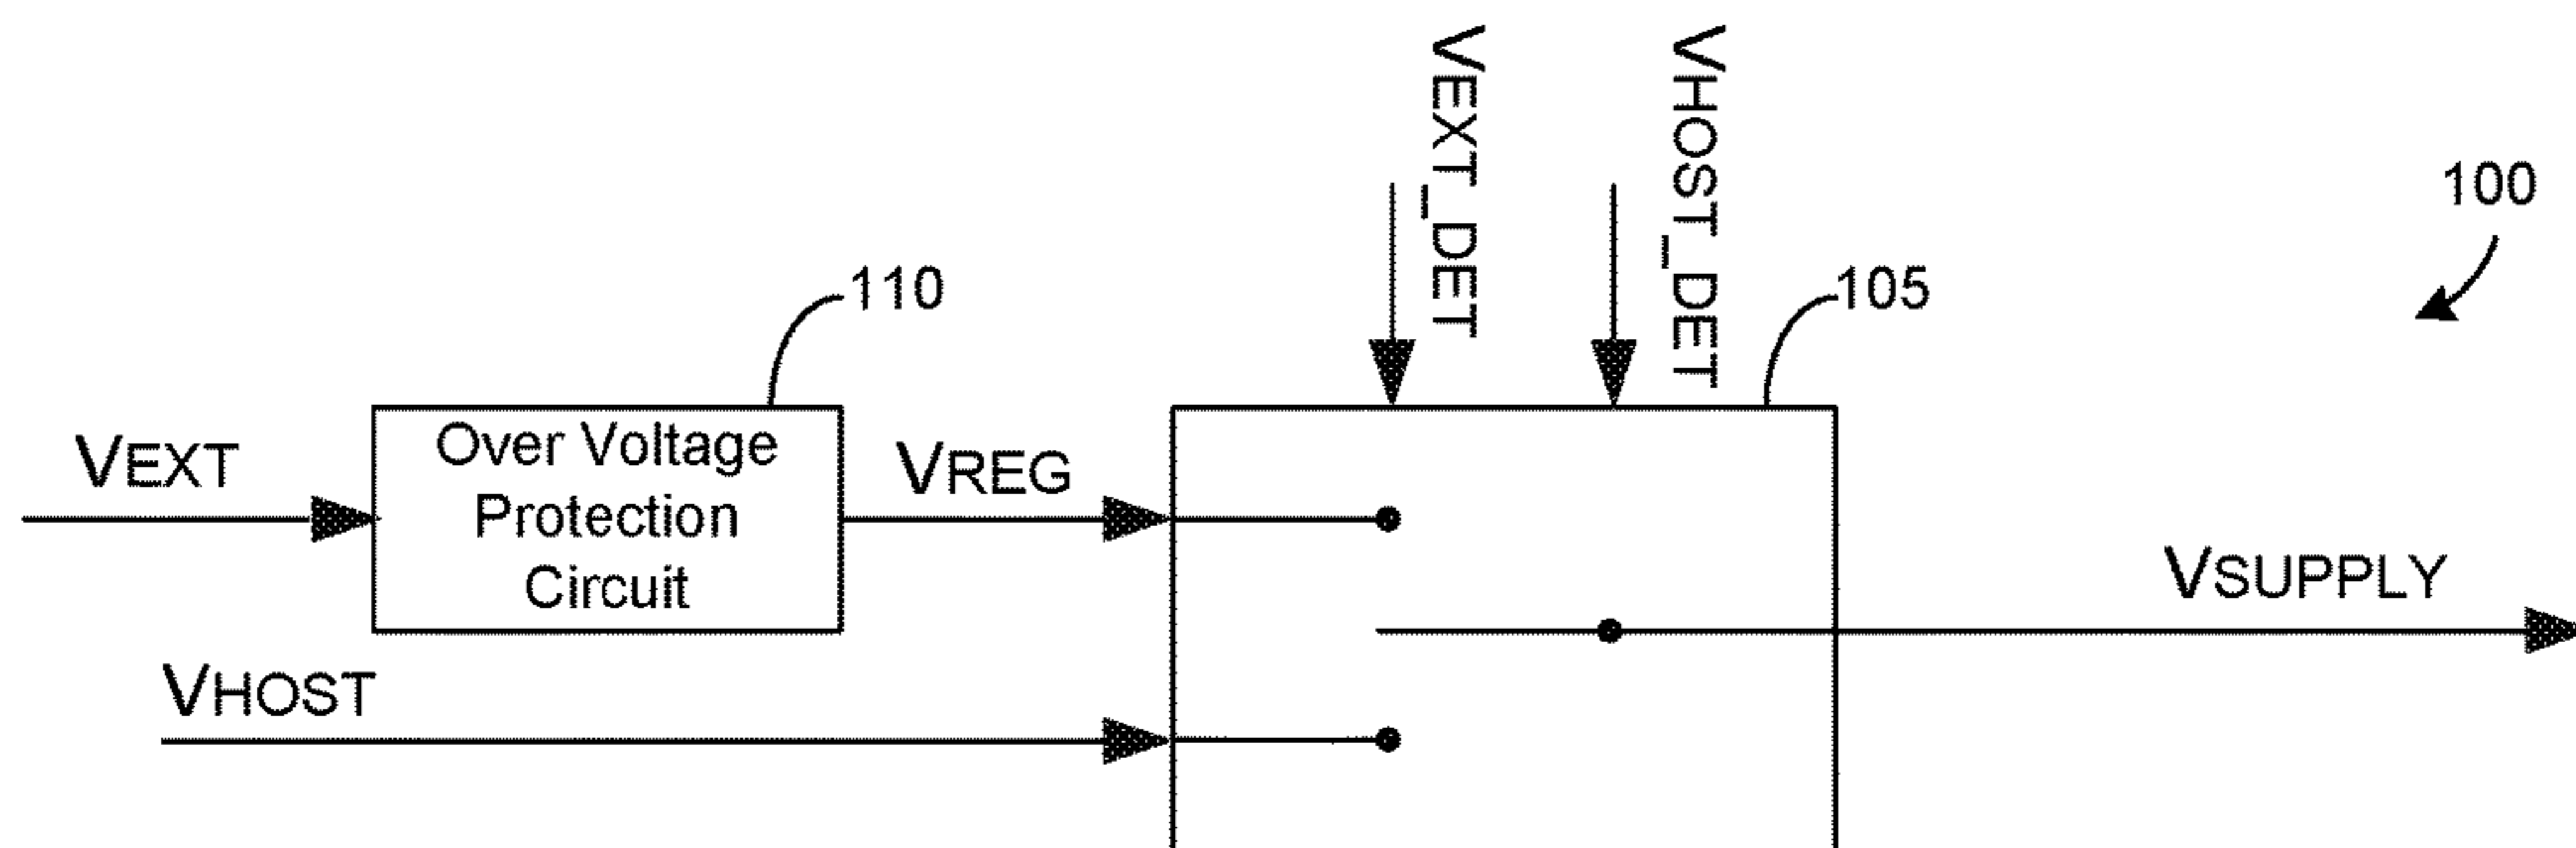 VEXT_DET
VHOST_DET
100
110
105
VEXT
Over Voltage
Protection
Circuit
VREG
VSUPPLY
VHOST